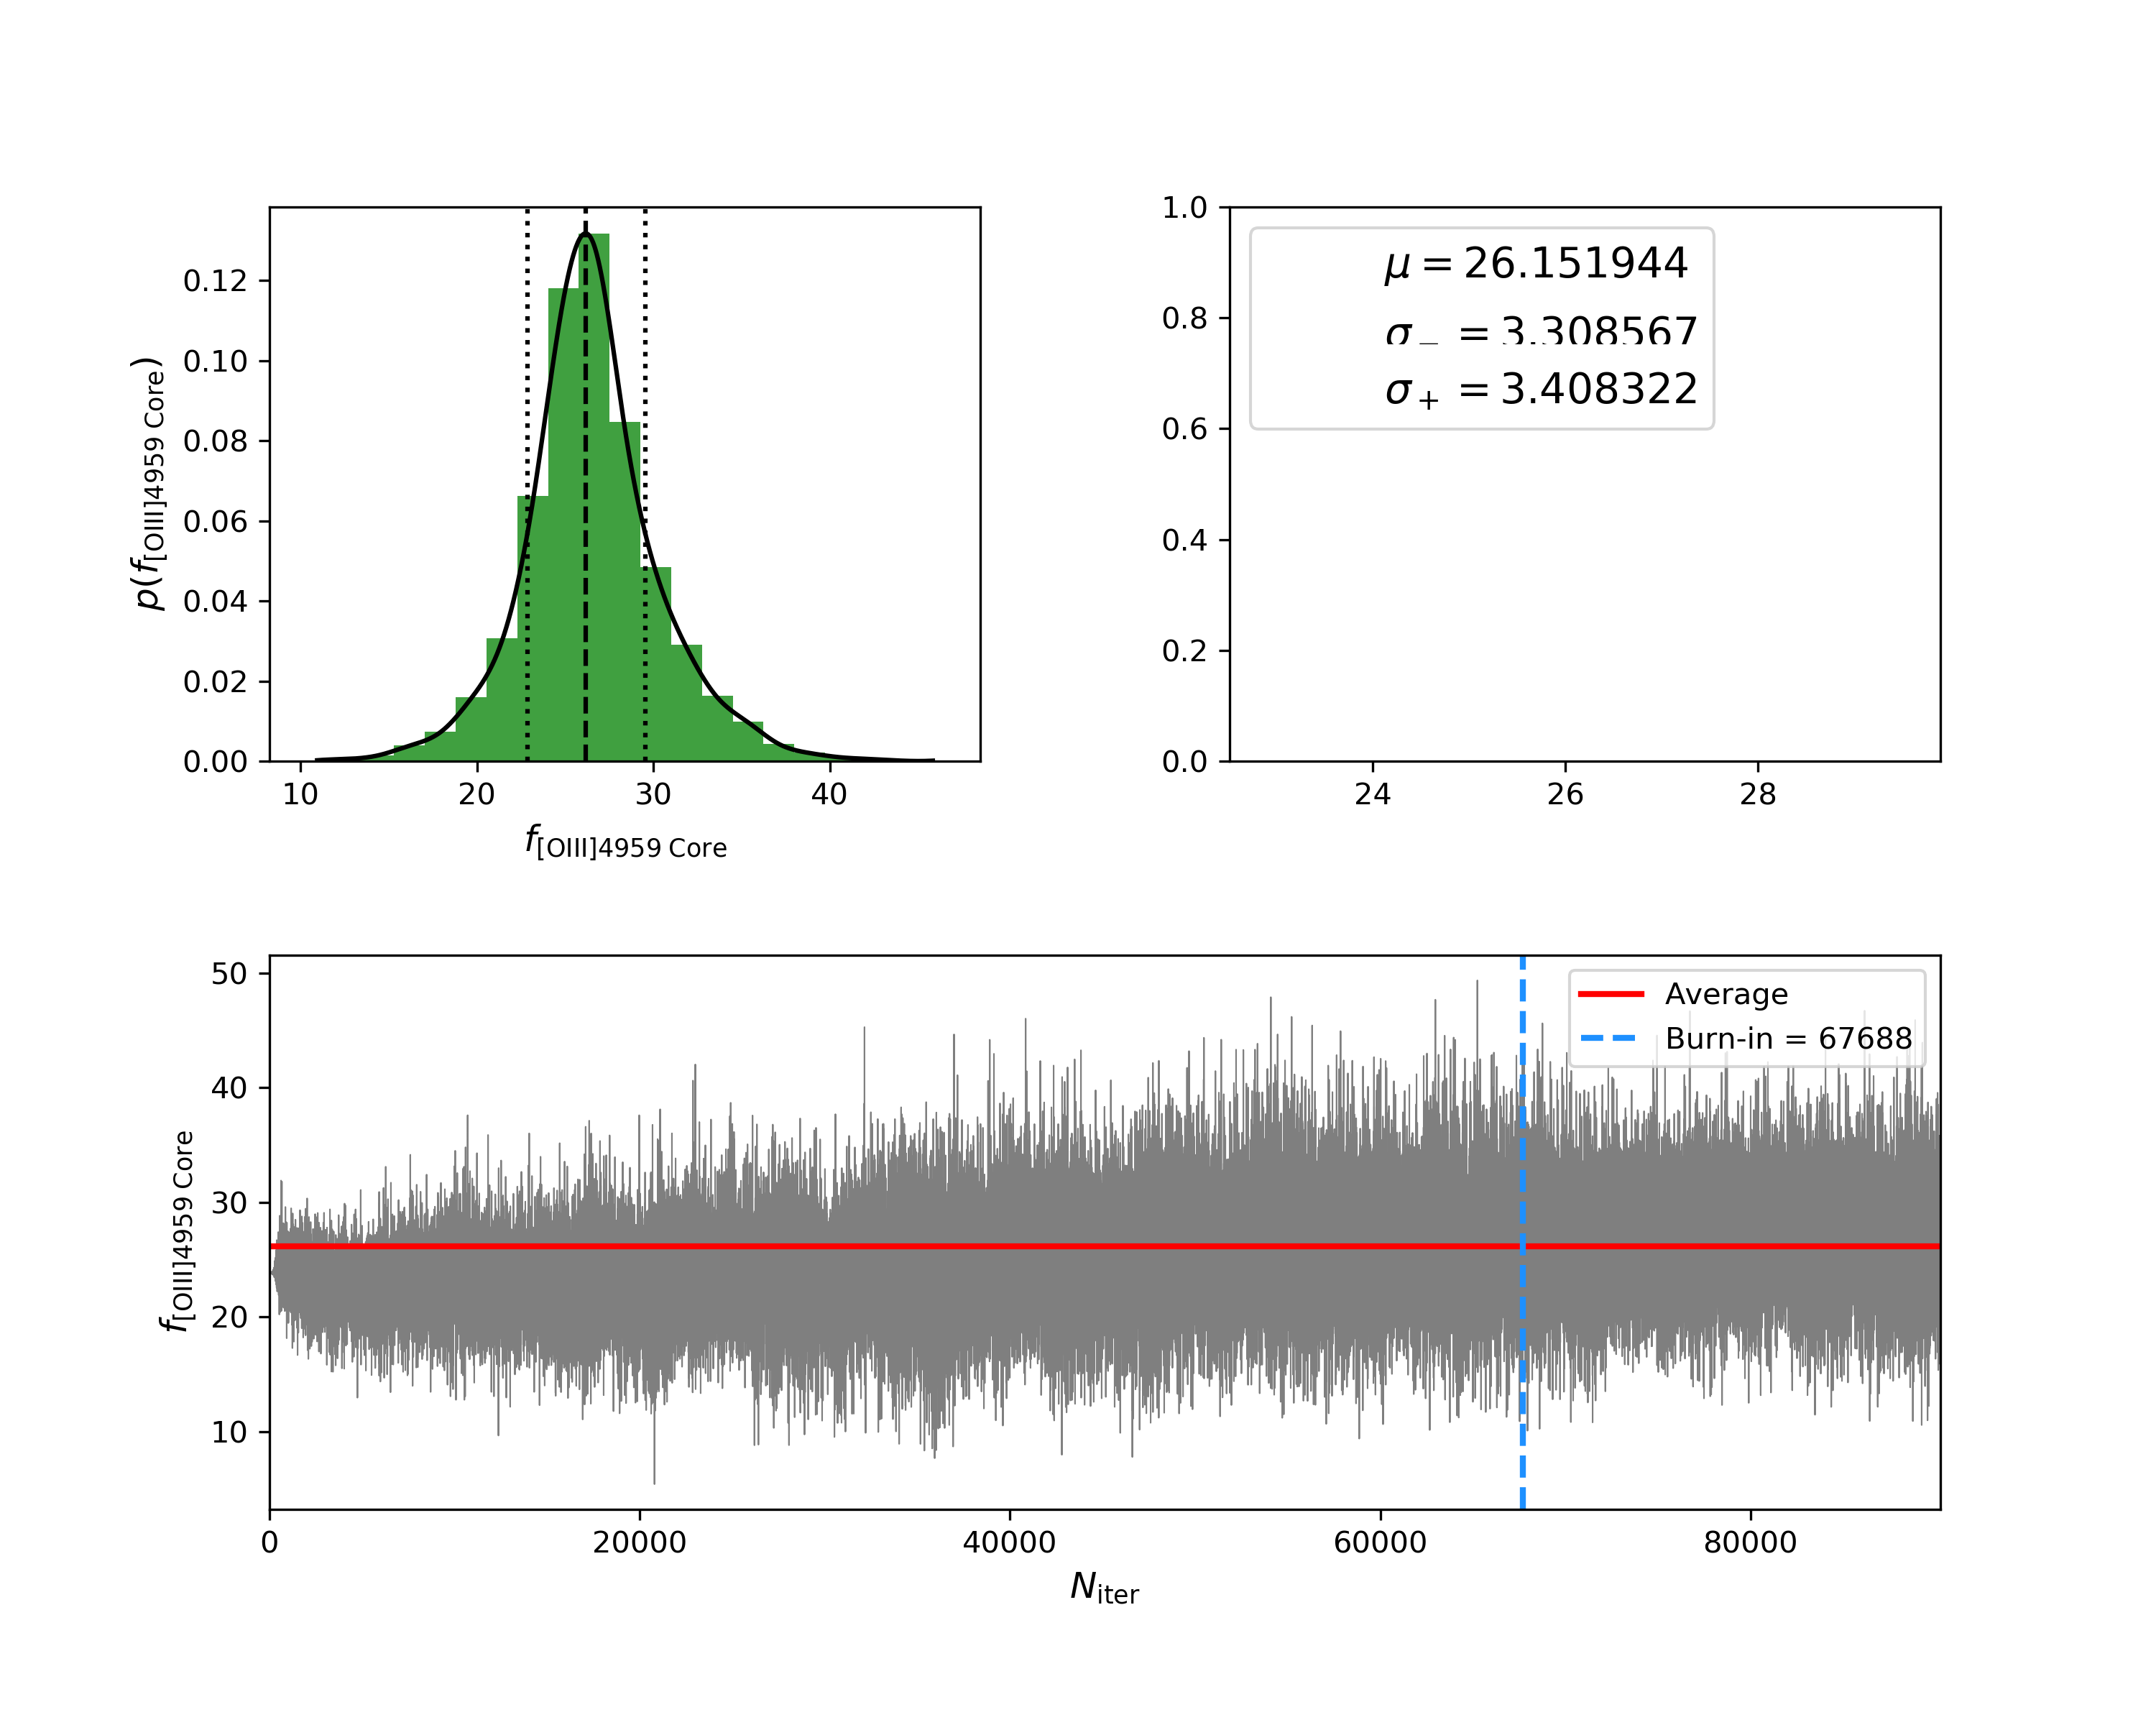 0.12
0.10
0.08
0.06
0.04
0.02
0.00
p(f[OIII]4959 Core)
10 20 30 40
f[OIII]4959 Core
1.0
0.8
0.6
0.4
0.2
0.0
μ = 26.151944
σ− = 3.308567
σ+ = 3.408322
24 26 28
50
40
30
20
10
f[OIII]4959 Core
Average
Burn-in = 67688
0 20000 40000 60000 80000
Niter